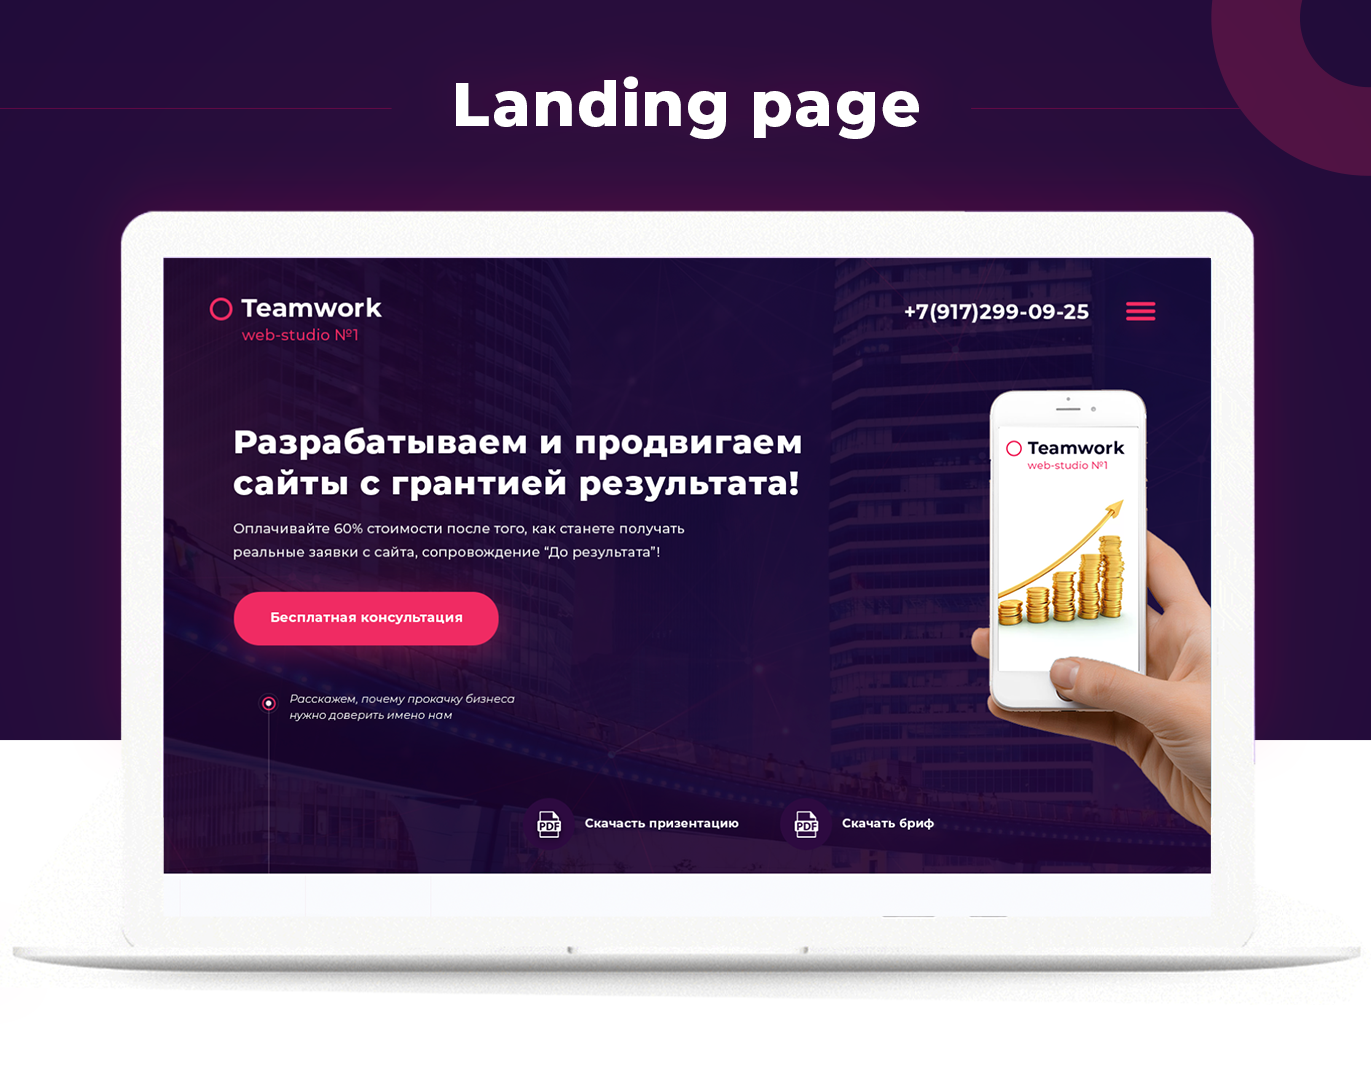 Landing page
Teamwork
web-studio №1
+7(917)299-09-25
Разрабатываем и продвигаем
сайты с грантией результата!
Оплачивайте 60% стоимости после того, как станете получать
реальные заявки с сайта, сопровождение “До результата”!
Бесплатная консультация
Расскажем, почему прокачку бизнеса
нужно доверить имено нам
Teamwork
web-studio №1
PDF
Скачасть призентацию
PDF
Скачать бриф